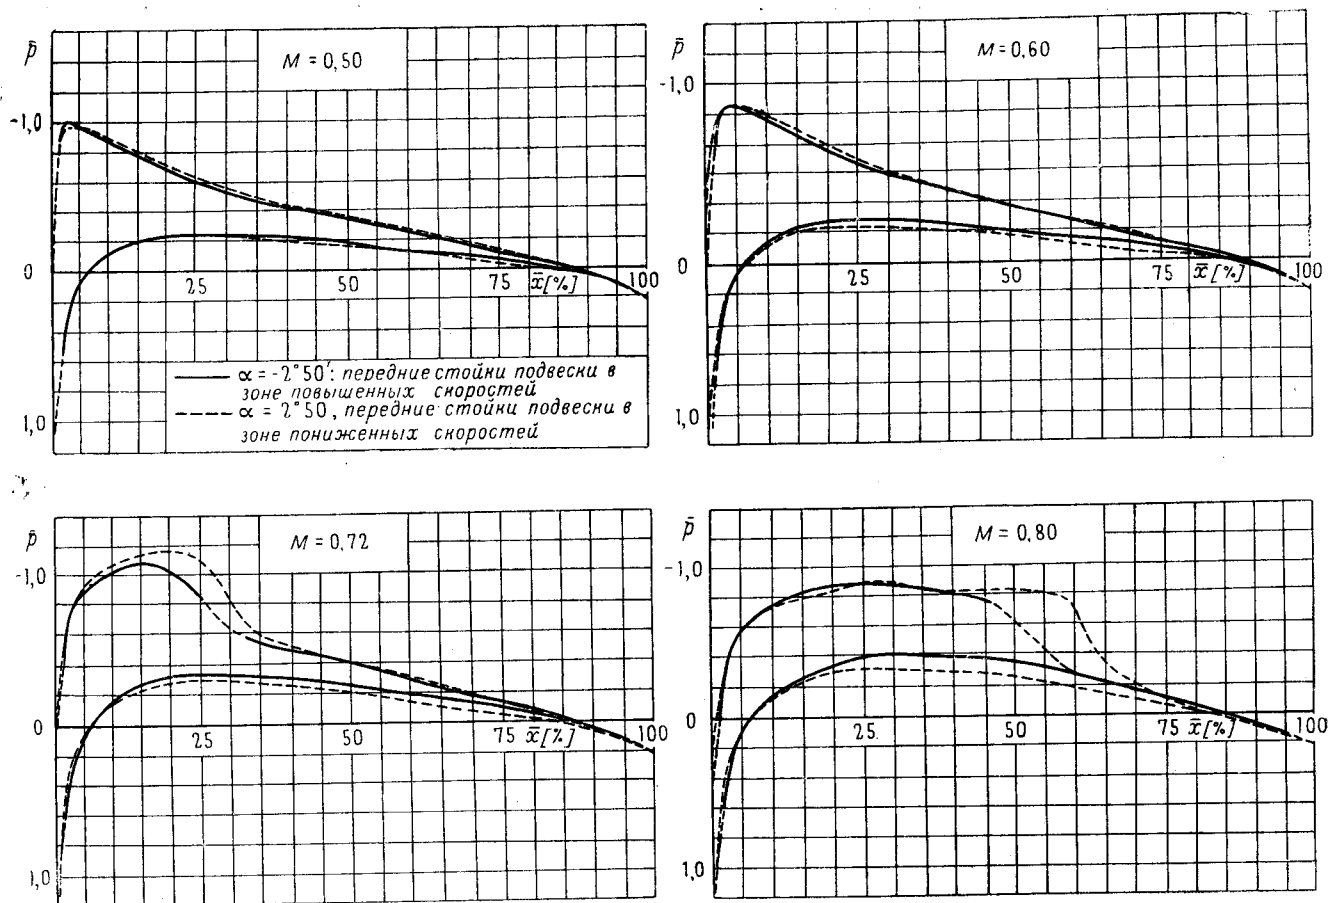 p̄
M = 0,50
-1,0
0
25
50
75
x̄[%]
100
1,0
α = -2°50': передние стойки подвески в
зоне повышенных скоростей
α = 2°50, передние стойки подвески в
зоне пониженных скоростей
p̄
M = 0,60
-1,0
0
25
50
75
x̄[%]
100
1,0
p̄
M = 0,72
-1,0
0
25
50
75
x̄[%]
100
1,0
p̄
M = 0,80
-1,0
0
25
50
75
x̄[%]
100
1,0